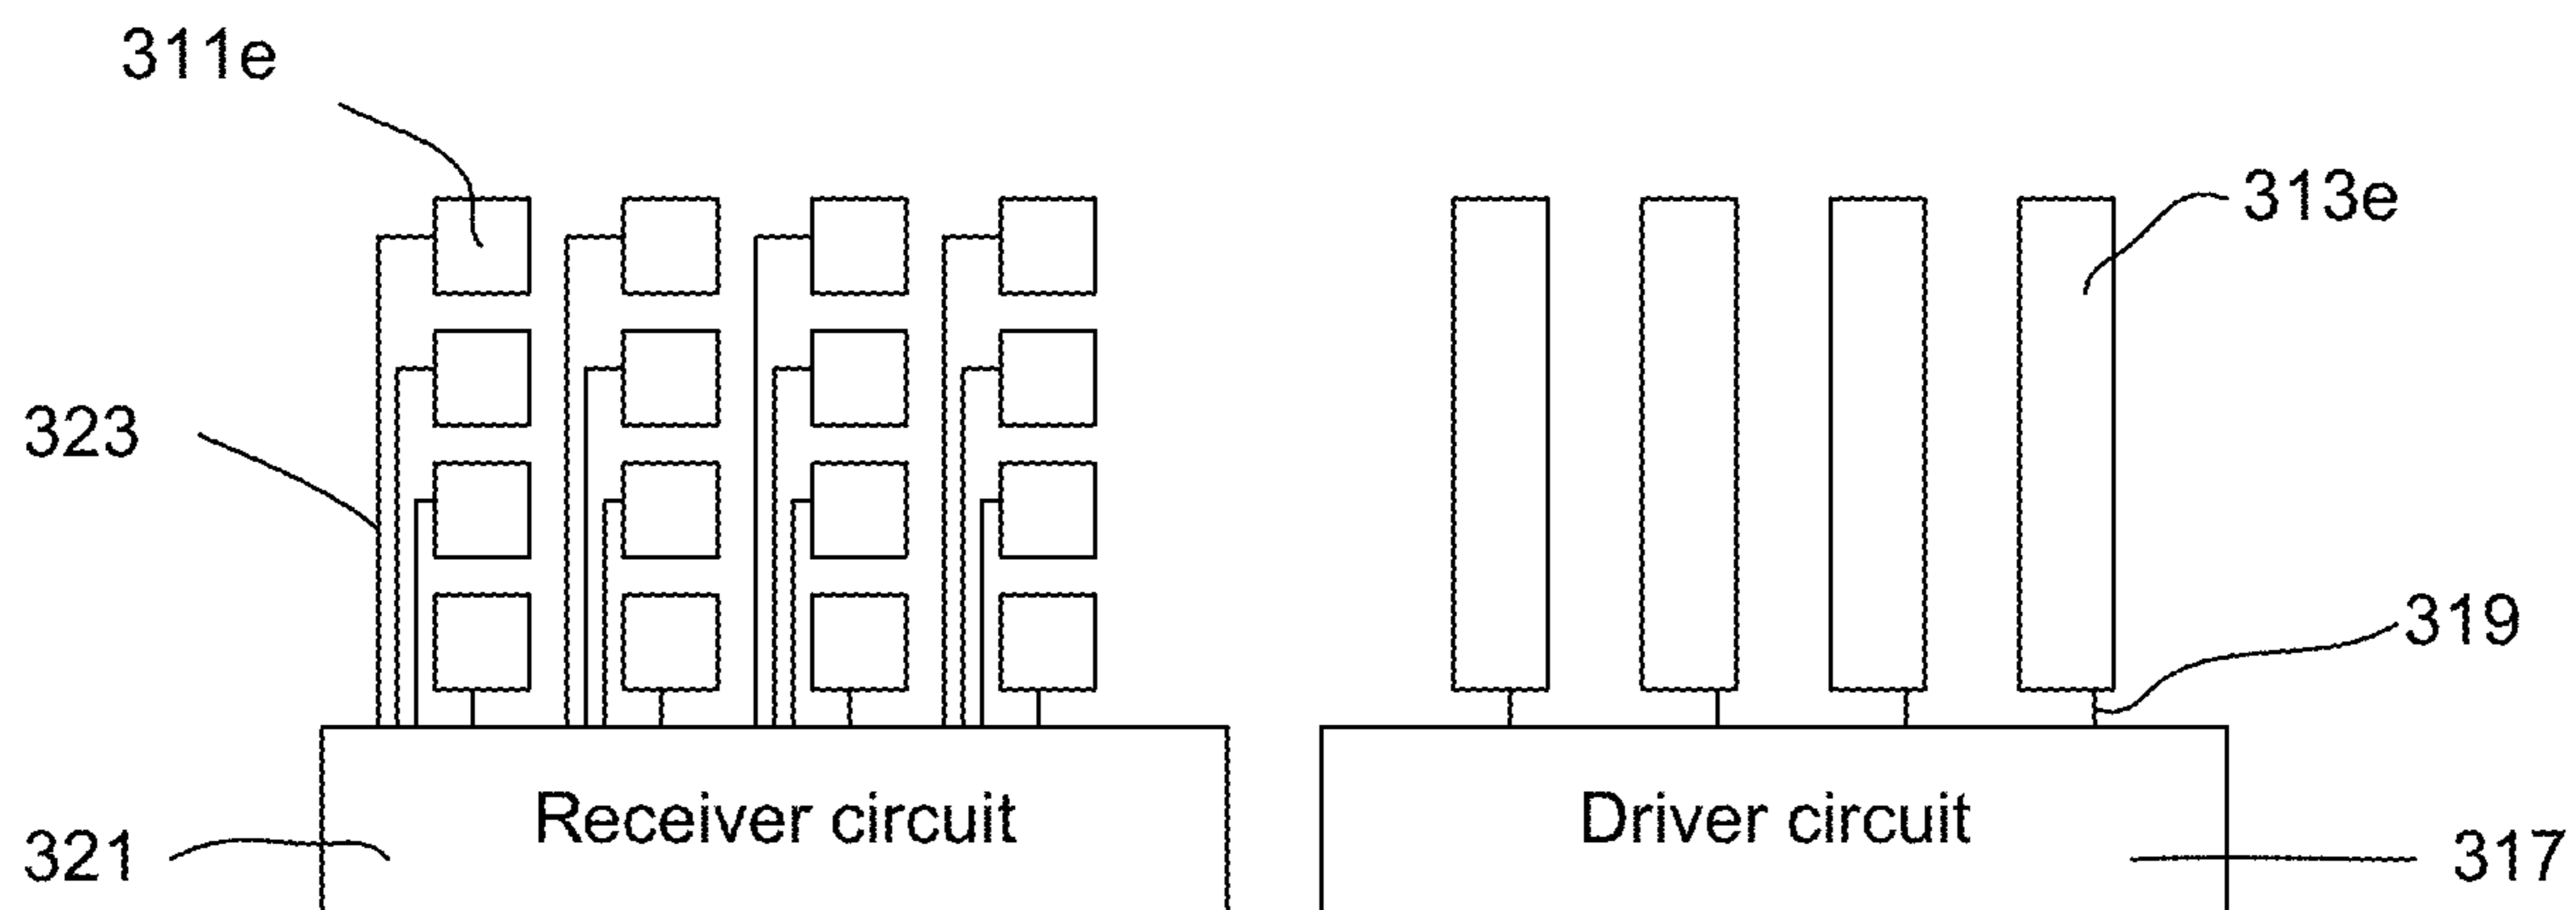 311e
313e
323
319
Receiver circuit
Driver circuit
321
317